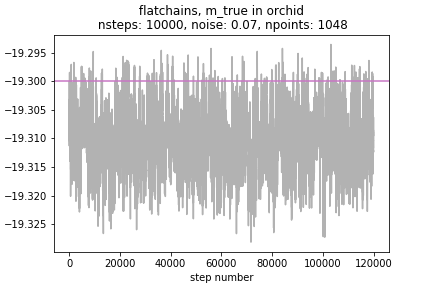 flatchains, m_true in orchid
nsteps: 10000, noise: 0.07, npoints: 1048
−19.295
−19.300
−19.305
−19.310
−19.315
−19.320
−19.325
0 20000 40000 60000 80000 100000 120000
step number